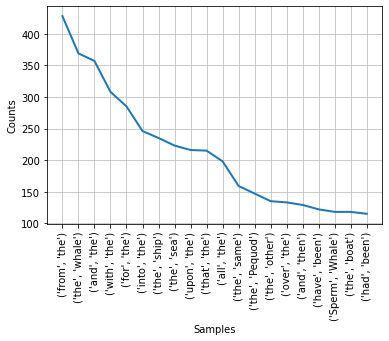 400
350
300
250
200
150
100
Counts
('from', 'the')
('the', 'whale')
('and', 'the')
('with', 'the')
('for', 'the')
('into', 'the')
('the', 'ship')
('the', 'sea')
('upon', 'the')
('that', 'the')
('all', 'the')
('the', 'same')
('the', 'Pequod')
('the', 'other')
('over', 'the')
('and', 'then')
('have', 'been')
('Sperm', 'Whale')
('the', 'boat')
('had', 'been')
Samples